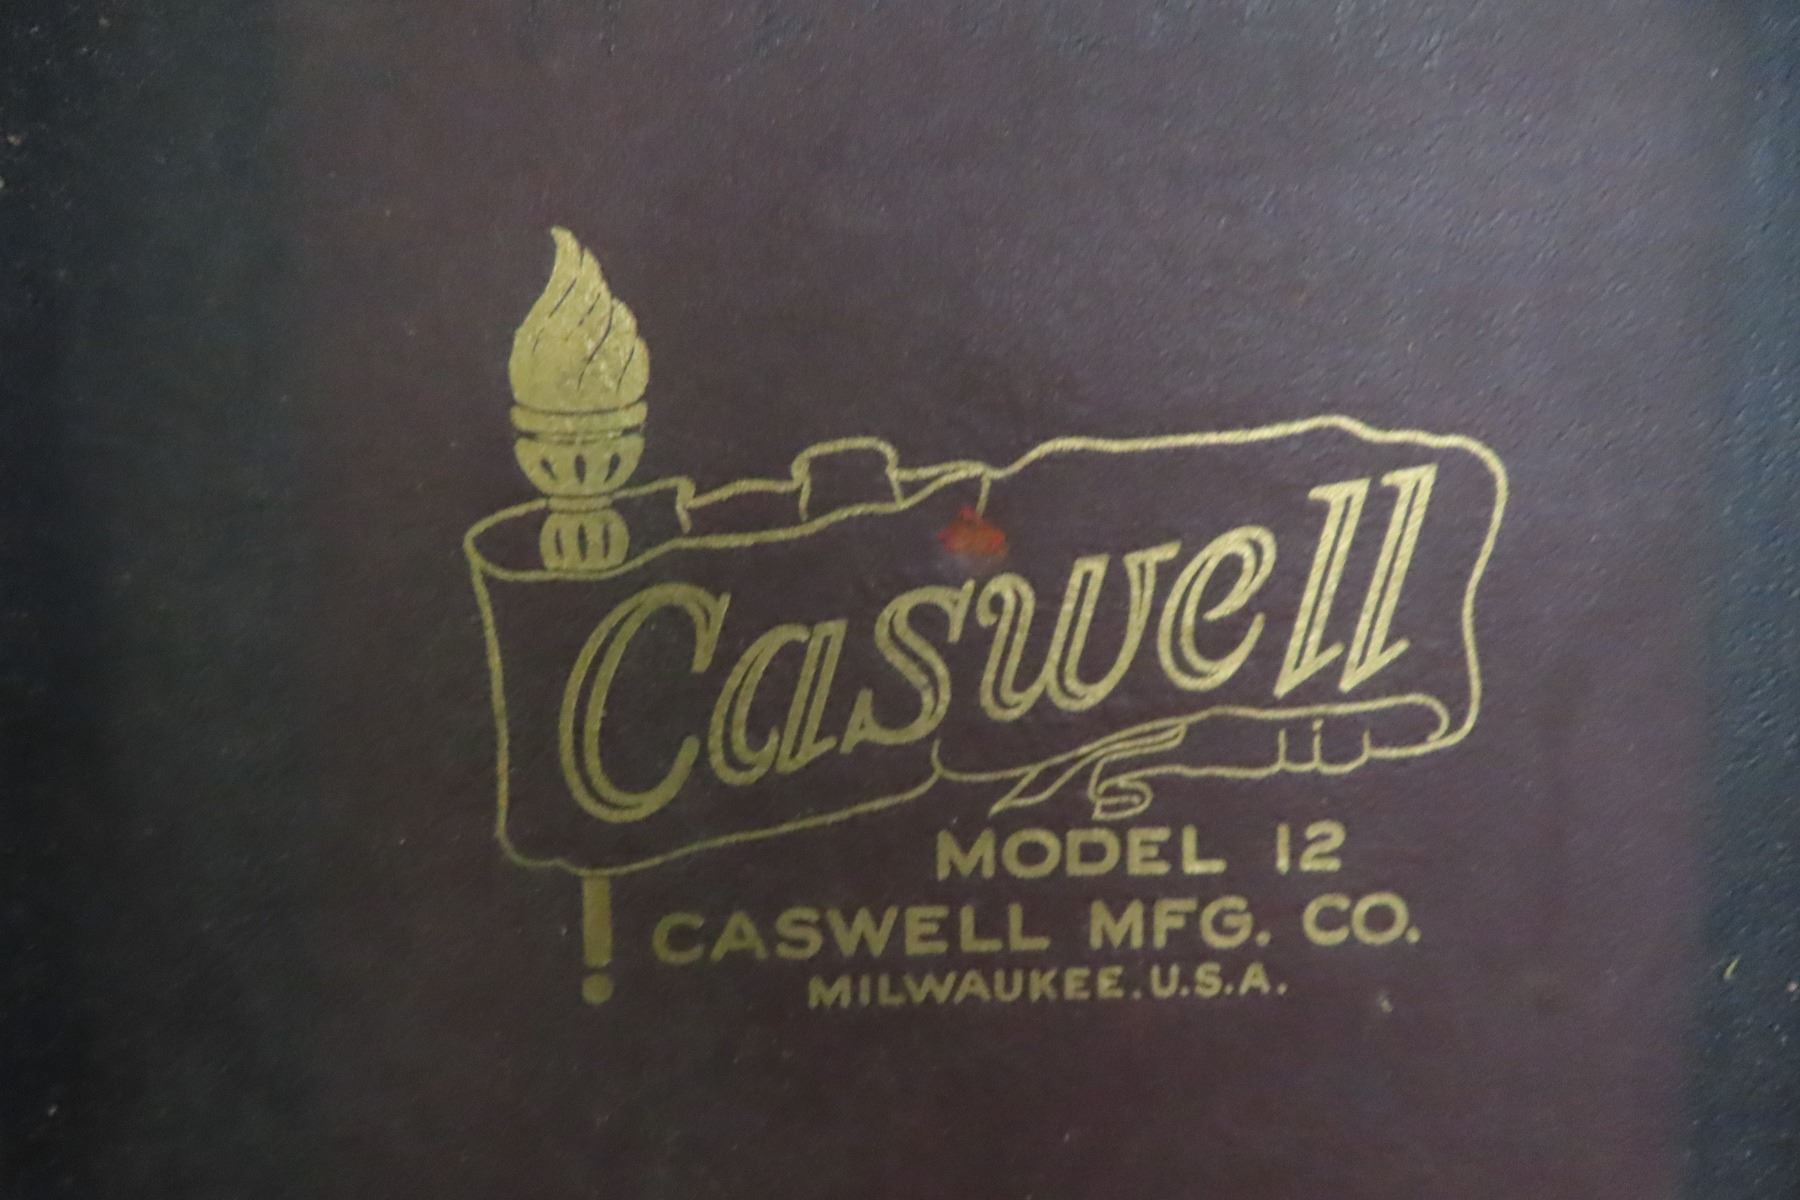 Caswell
MODEL 12
CASWELL MFG. CO.
MILWAUKEE. U.S.A.